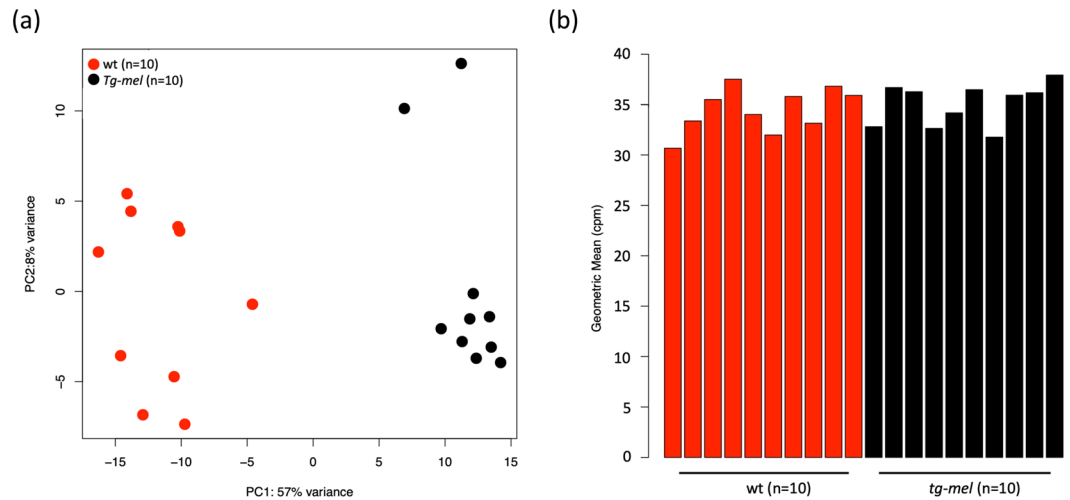 (a)
wt (n=10)
Tg-mel (n=10)
10
5
0
−5
PC2:8% variance
−15 −10 −5 0 5 10 15
PC1: 57% variance
(b)
40
35
30
25
20
15
10
5
0
Geometric Mean (cpm)
wt (n=10) tg-mel (n=10)